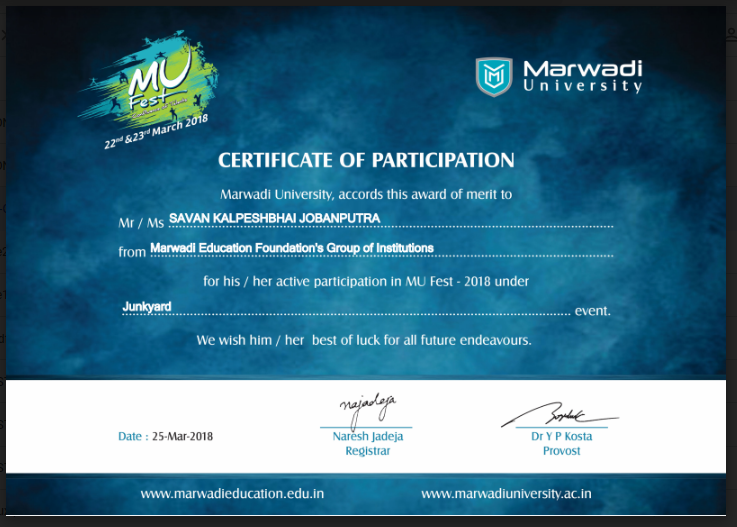 MU
Fest
22nd &23rd March 2018
Marwadi
University
CERTIFICATE OF PARTICIPATION
Marwadi University, accords this award of merit to
Mr / Ms SAVAN KALPESHBHAI JOBANPUTRA
from Marwadi Education Foundation's Group of Institutions
for his / her active participation in MU Fest - 2018 under
Junkyard event.
We wish him / her best of luck for all future endeavours.
najadeja
Date : 25-Mar-2018
Naresh Jadeja
Registrar
Dr Y P Kosta
Provost
www.marwadieducation.edu.in
www.marwadiuniversity.ac.in